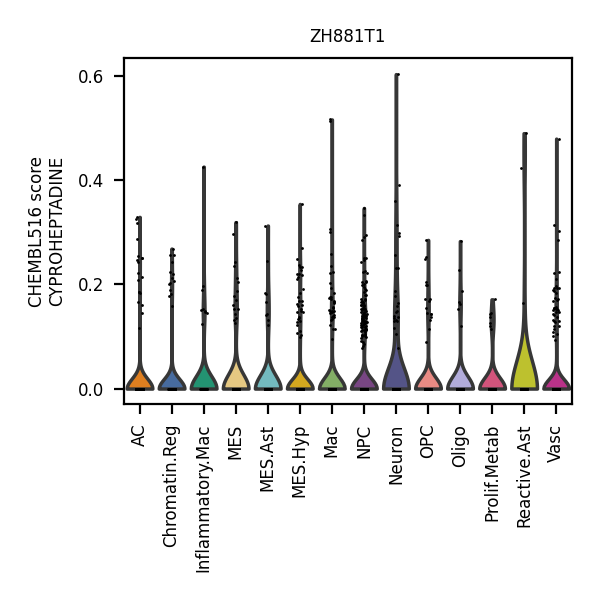 ZH881T1
CHEMBL516 score
CYPROHEPTADINE
0.6
0.4
0.2
0.0
AC
Chromatin.Reg
Inflammatory.Mac
MES
MES.Ast
MES.Hyp
Mac
NPC
Neuron
OPC
Oligo
Prolif.Metab
Reactive.Ast
Vasc